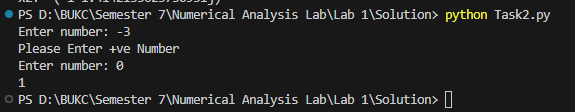 PS D:\BUKC\Semester 7\Numerical Analysis Lab\Lab 1\Solution> python Task2.py
Enter number: -3
Please Enter +ve Number
Enter number: 0
1
PS D:\BUKC\Semester 7\Numerical Analysis Lab\Lab 1\Solution>